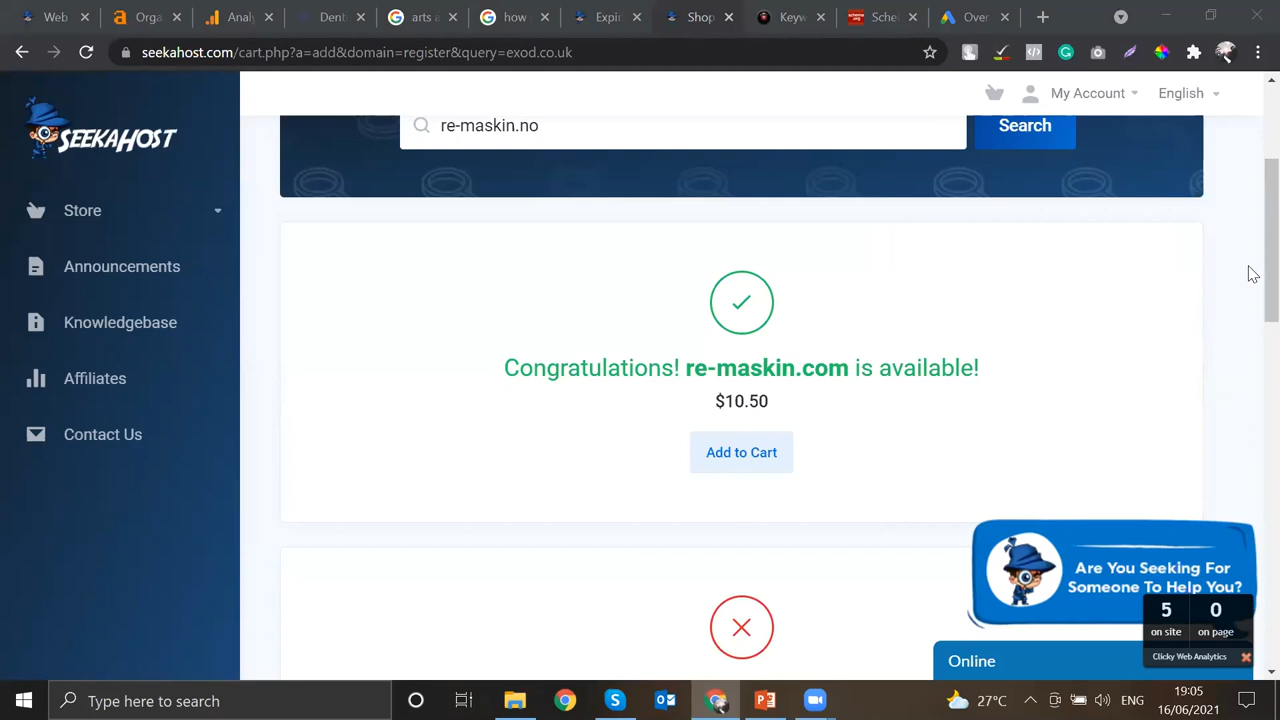 Web
Orga
Analy
Denti
arts a
how
Expir
Shop
Keyw
Sche
Over
seekahost.com/cart.php?a=add&domain=register&query=exod.co.uk
SEEKAHOST
My Account
English
re-maskin.no
Search
Store
Announcements
Knowledgebase
Affiliates
Contact Us
Congratulations! re-maskin.com is available!
$10.50
Add to Cart
Are You Seeking For
Someone To Help You?
5
0
on site
on page
Clicky Web Analytics
Online
Type here to search
27°C
ENG
19:05
16/06/2021